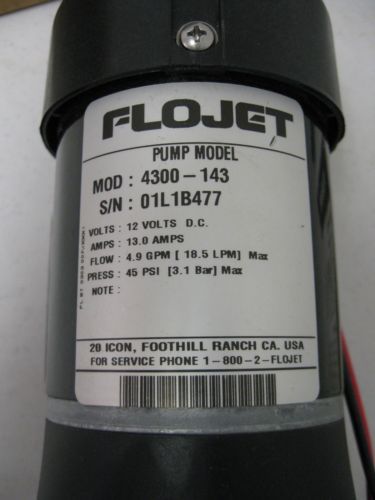 FLOJET
PUMP MODEL
MOD : 4300-143
S/N : 01L1B477
VOLTS : 12 VOLTS D.C.
AMPS : 13.0 AMPS
FLOW : 4.9 GPM [ 18.5 LPM] Max
PRESS : 45 PSI [3.1 Bar] Max
NOTE :
20 ICON, FOOTHILL RANCH CA. USA
FOR SERVICE PHONE 1-800-2-FLOJET